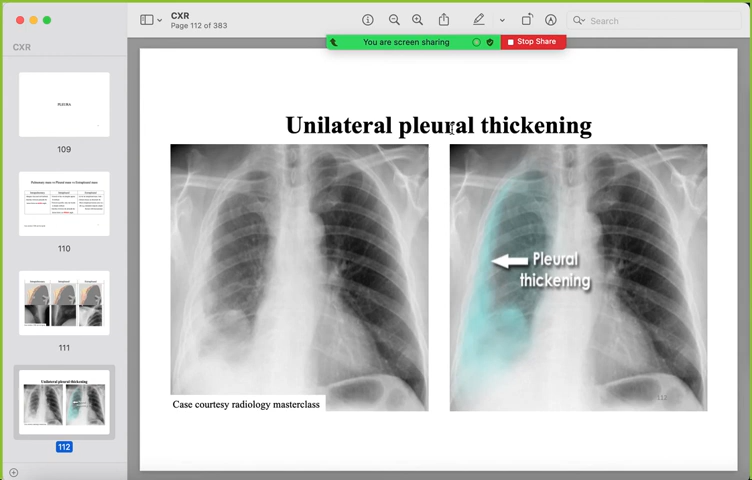 CXR
Page 112 of 383
Search
CXR
You are screen sharing
Stop Share
PLEURA
109
110
111
Unilateral pleural thickening
112
Unilateral pleural thickening
Pleural
thickening
Case courtesy radiology masterclass
112